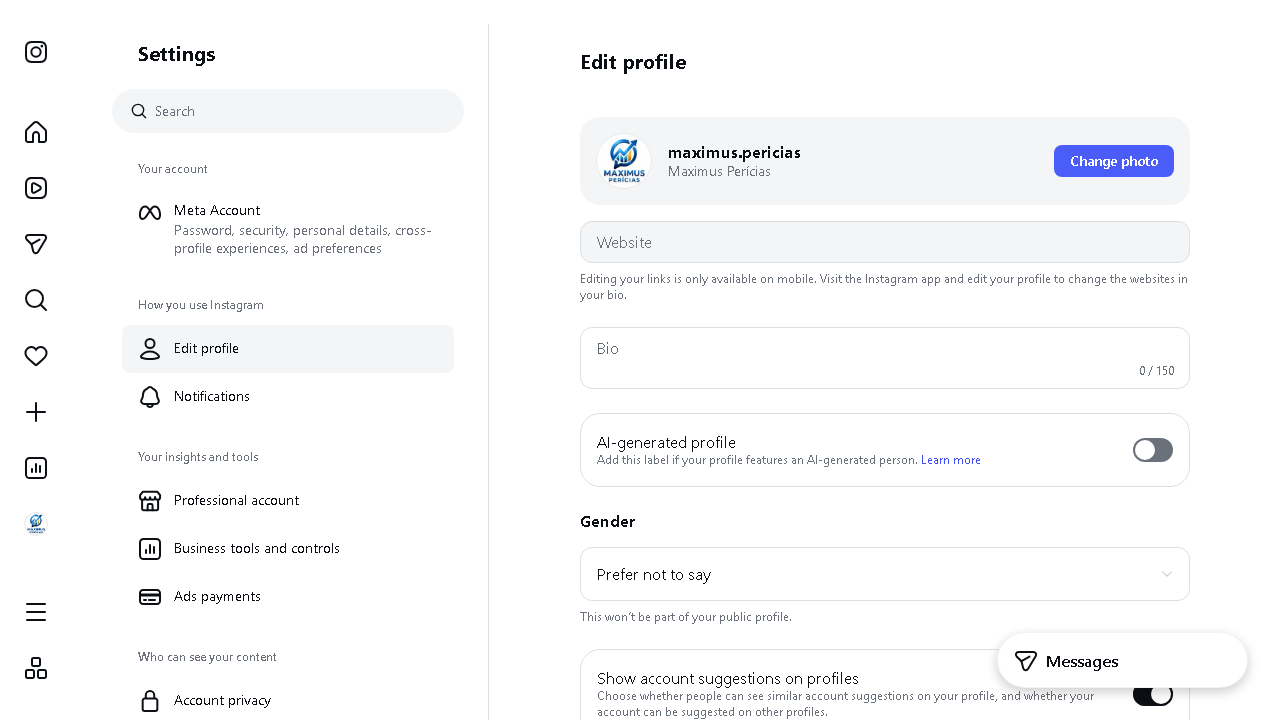 Settings
Search
Your account
Meta Account
Password, security, personal details, cross-
profile experiences, ad preferences
How you use Instagram
Edit profile
Notifications
Your insights and tools
Professional account
Business tools and controls
Ads payments
Who can see your content
Account privacy
Edit profile
MAXIMUS
PERÍCIAS
maximus.pericias
Maximus Perícias
Change photo
Website
Editing your links is only available on mobile. Visit the Instagram app and edit your profile to change the websites in
your bio.
Bio
0 / 150
AI-generated profile
Add this label if your profile features an AI-generated person. Learn more
Gender
Prefer not to say
This won't be part of your public profile.
Show account suggestions on profiles
Choose whether people can see similar account suggestions on your profile, and whether your
account can be suggested on other profiles.
Messages